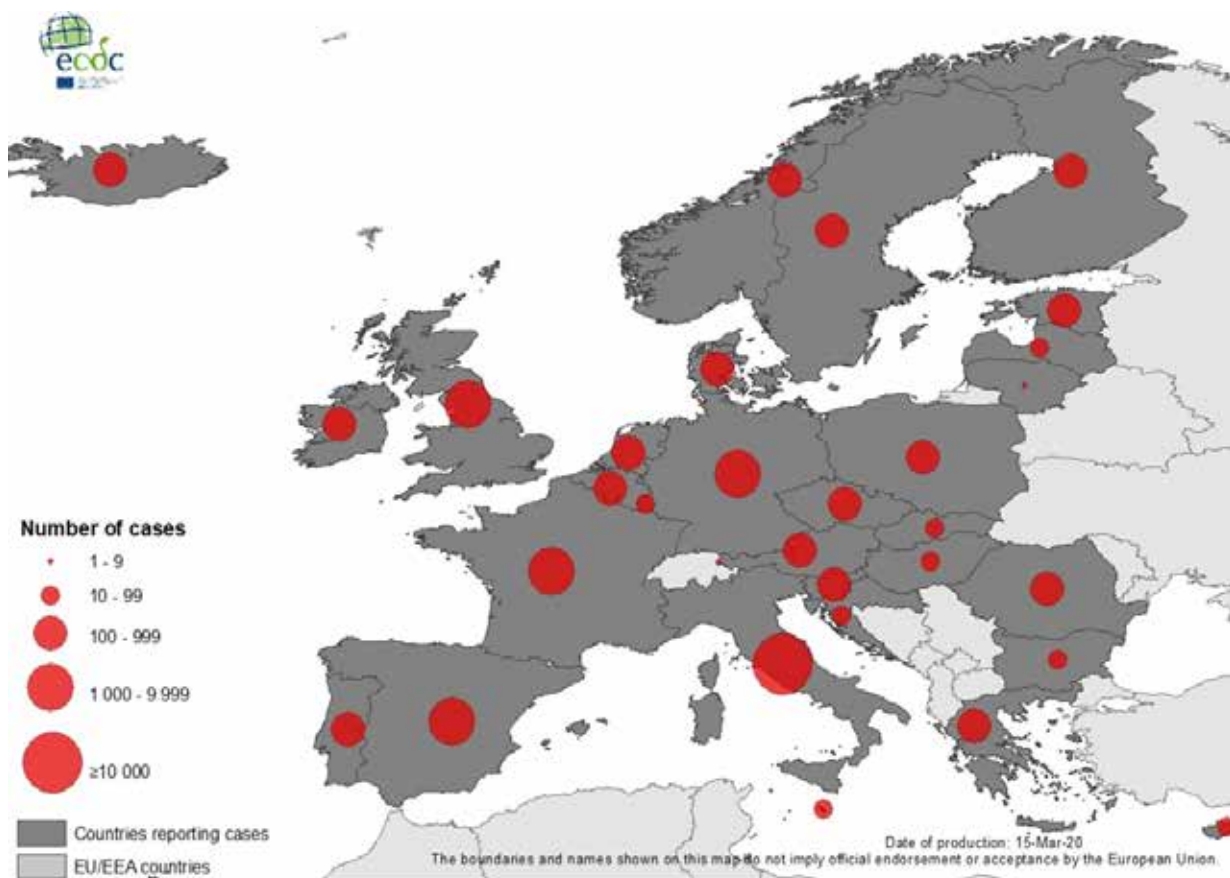 ecdc
Number of cases
1 - 9
10 - 99
100 - 999
1 000 - 9 999
≥10 000
Countries reporting cases
EU/EEA countries
Date of production: 15-Mar-20
The boundaries and names shown on this map do not imply official endorsement or acceptance by the European Union.